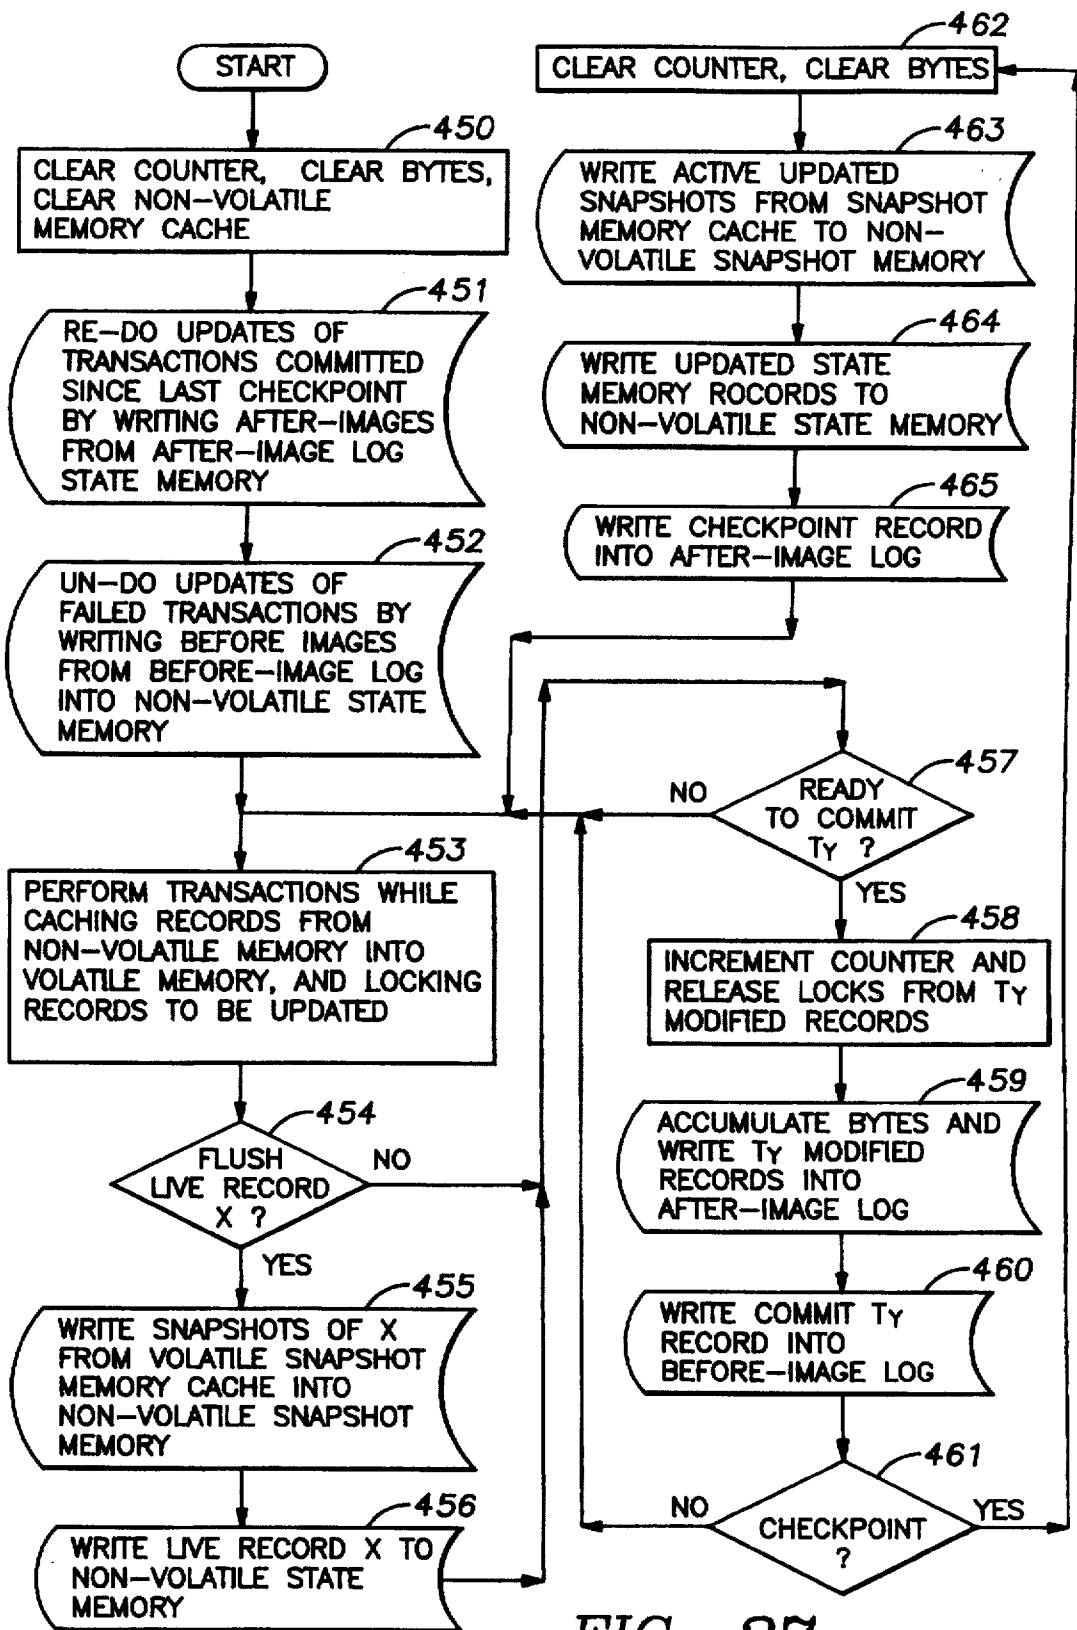 START
450
CLEAR COUNTER, CLEAR BYTES,
CLEAR NON-VOLATILE
MEMORY CACHE
451
RE-DO UPDATES OF
TRANSACTIONS COMMITTED
SINCE LAST CHECKPOINT
BY WRITING AFTER-IMAGES
FROM AFTER-IMAGE LOG
STATE MEMORY
452
UN-DO UPDATES OF
FAILED TRANSACTIONS BY
WRITING BEFORE IMAGES
FROM BEFORE-IMAGE LOG
INTO NON-VOLATILE STATE
MEMORY
453
PERFORM TRANSACTIONS WHILE
CACHING RECORDS FROM
NON-VOLATILE MEMORY INTO
VOLATILE MEMORY, AND LOCKING
RECORDS TO BE UPDATED
454
FLUSH
LIVE RECORD
X ?
NO
YES
455
WRITE SNAPSHOTS OF X
FROM VOLATILE SNAPSHOT
MEMORY CACHE INTO
NON-VOLATILE SNAPSHOT
MEMORY
456
WRITE LIVE RECORD X TO
NON-VOLATILE STATE
MEMORY
462
CLEAR COUNTER, CLEAR BYTES
463
WRITE ACTIVE UPDATED
SNAPSHOTS FROM SNAPSHOT
MEMORY CACHE TO NON-
VOLATILE SNAPSHOT MEMORY
464
WRITE UPDATED STATE
MEMORY ROCORDS TO
NON-VOLATILE STATE MEMORY
465
WRITE CHECKPOINT RECORD
INTO AFTER-IMAGE LOG
457
READY
TO COMMIT
TY ?
NO
YES
458
INCREMENT COUNTER AND
RELEASE LOCKS FROM TY
MODIFIED RECORDS
459
ACCUMULATE BYTES AND
WRITE TY MODIFIED
RECORDS INTO
AFTER-IMAGE LOG
460
WRITE COMMIT TY
RECORD INTO
BEFORE-IMAGE LOG
461
CHECKPOINT
?
NO
YES